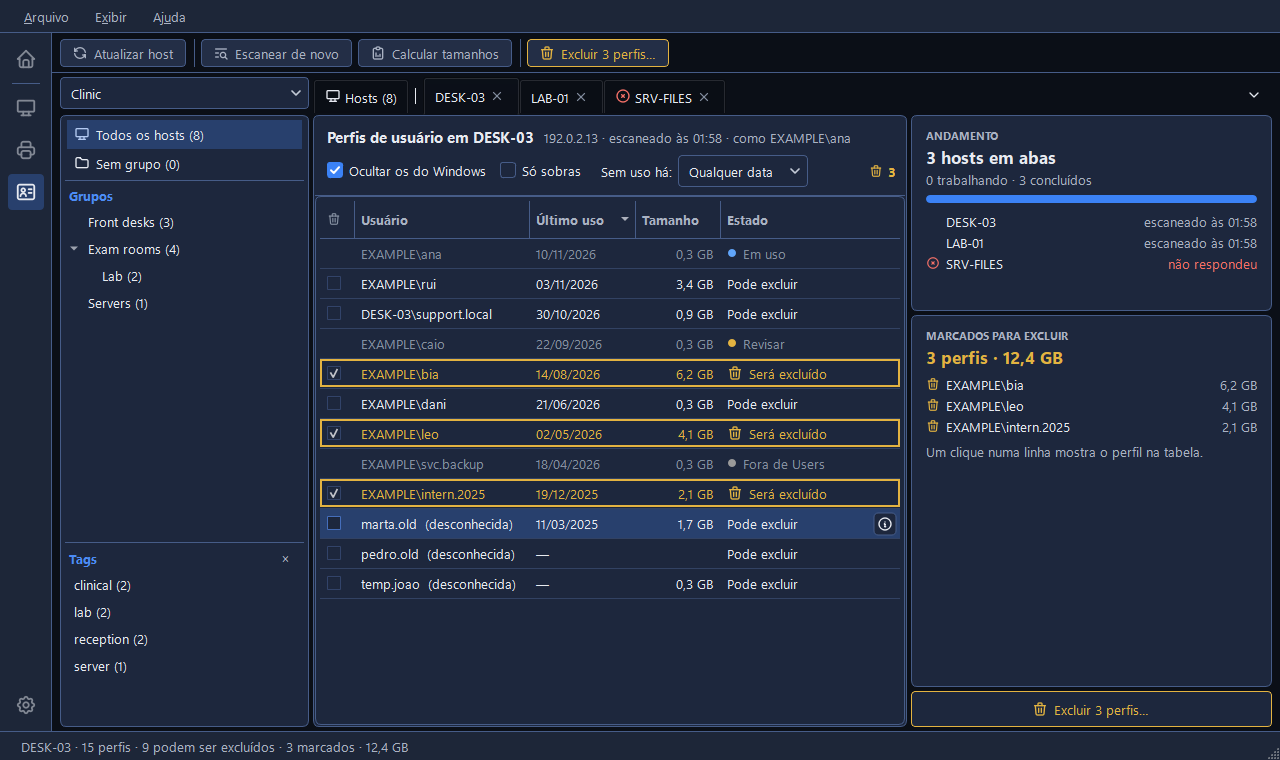 Arquivo Exibir Ajuda
Atualizar host Escanear de novo Calcular tamanhos Excluir 3 perfis...
Clinic
Hosts (8) DESK-03 LAB-01 SRV-FILES
Todos os hosts (8)
Sem grupo (0)
Grupos
Front desks (3)
Exam rooms (4)
Lab (2)
Servers (1)
Tags
clinical (2)
lab (2)
reception (2)
server (1)
Perfis de usuário em DESK-03 192.0.2.13 · escaneado às 01:58 · como EXAMPLE\ana
Ocultar os do Windows Só sobras Sem uso há: Qualquer data 3
Usuário Último uso Tamanho Estado
EXAMPLE\ana 10/11/2026 0,3 GB Em uso
EXAMPLE\rui 03/11/2026 3,4 GB Pode excluir
DESK-03\support.local 30/10/2026 0,9 GB Pode excluir
EXAMPLE\caio 22/09/2026 0,3 GB Revisar
EXAMPLE\bia 14/08/2026 6,2 GB Será excluído
EXAMPLE\dani 21/06/2026 0,3 GB Pode excluir
EXAMPLE\leo 02/05/2026 4,1 GB Será excluído
EXAMPLE\svc.backup 18/04/2026 0,3 GB Fora de Users
EXAMPLE\intern.2025 19/12/2025 2,1 GB Será excluído
marta.old (desconhecida) 11/03/2025 1,7 GB Pode excluir
pedro.old (desconhecida) — Pode excluir
temp.joao (desconhecida) — 0,3 GB Pode excluir
ANDAMENTO
3 hosts em abas
0 trabalhando · 3 concluídos
DESK-03 escaneado às 01:58
LAB-01 escaneado às 01:58
SRV-FILES não respondeu
MARCADOS PARA EXCLUIR
3 perfis · 12,4 GB
EXAMPLE\bia 6,2 GB
EXAMPLE\leo 4,1 GB
EXAMPLE\intern.2025 2,1 GB
Um clique numa linha mostra o perfil na tabela.
Excluir 3 perfis...
DESK-03 · 15 perfis · 9 podem ser excluídos · 3 marcados · 12,4 GB